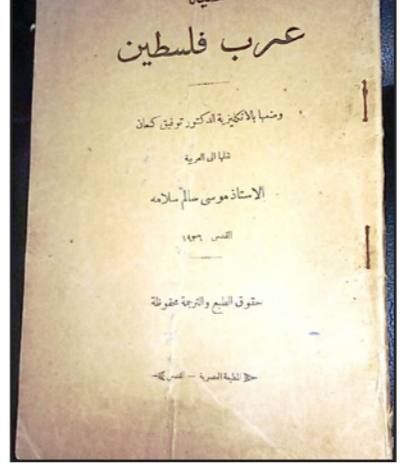 عرب فلسطين
وضعها بالانكليزية الدكتور توفيق كنعان
نقلها الى العربية
الاستاذ موسى سالم سلامه
القدس ١٩٣٦
حقوق الطبع والترجمة محفوظة
المطبعة العصرية — القدس